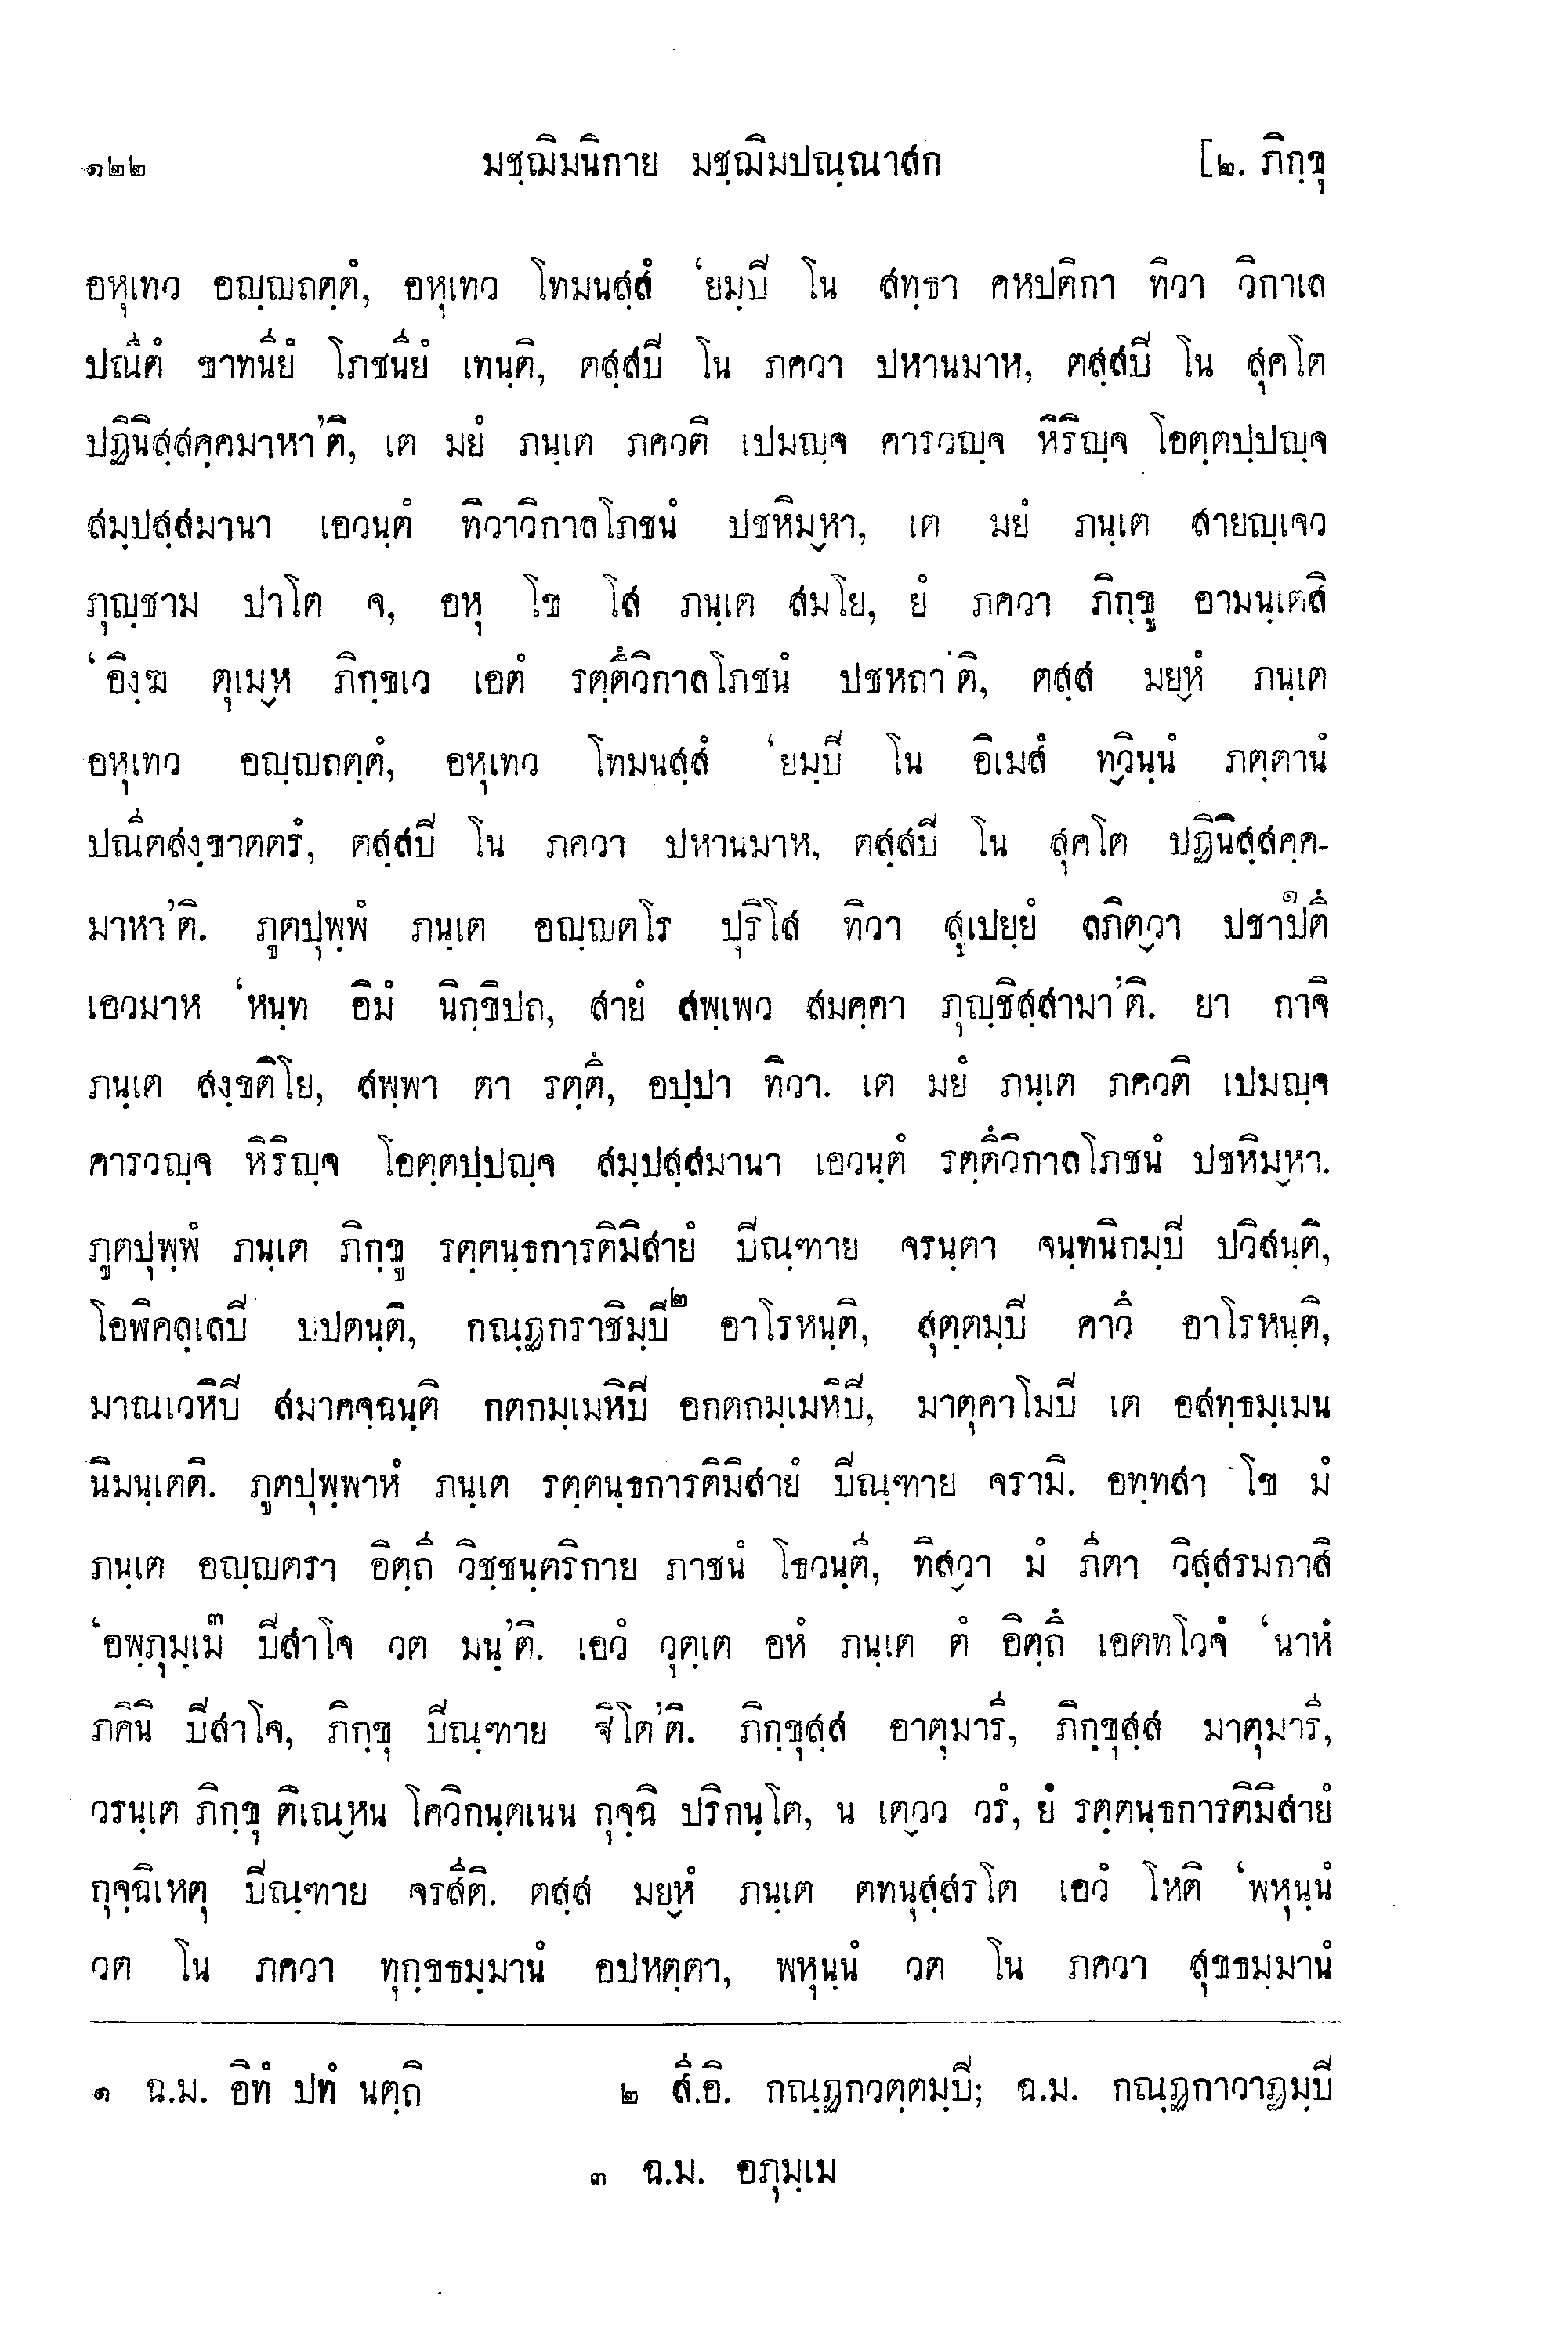 ๑๒๒ มชฺฌิมนิกาย มชฺฌิมปณฺณาสก [๒. ภิกฺขุ
อหุเทว อญฺญถตฺตํ, อหุเทว โทมนสฺสํ ‘ยมฺปิ โน สทฺธา คหปติกา ทิวา วิกาเล
ปณีตํ ขาทนียํ โภชนียํ เทนฺติ, ตสฺสปิ โน ภควา ปหานมาห, ตสฺสปิ โน สุคโต
ปฏินิสฺสคฺคมาหา’ติ, เต มยํ ภนฺเต ภควติ เปมญฺจ คารวญฺจ หิริญฺจ โอตฺตปฺปญฺจ
สมฺปสฺสมานา เอวนฺตํ ทิวาวิกาลโภชนํ ปชหิมฺหา, เต มยํ ภนฺเต สายญฺเจว
ภุญฺชาม ปาโต จ, อหุ โข โส ภนฺเต สมโย, ยํ ภควา ภิกฺขู อามนฺเตสิ
‘อิงฺฆ ตุเมฺห ภิกฺขเว เอตํ รตฺตึวิกาลโภชนํ ปชหถา’ติ, ตสฺส มยฺหํ ภนฺเต
อหุเทว อญฺญถตฺตํ, อหุเทว โทมนสฺสํ ‘ยมฺปิ โน อิเมสํ ทฺวินฺนํ ภตฺตานํ
ปณีตสงฺขาตตรํ, ตสฺสปิ โน ภควา ปหานมาห, ตสฺสปิ โน สุคโต ปฏินิสฺสคฺค-
มาหา’ติ. ภูตปุพฺพํ ภนฺเต อญฺญตโร ปุริโส ทิวา สูเปยฺยํ ลภิตฺวา ปชาปตึ๑
เอวมาห ‘หนฺท อิมํ นิกฺขิปถ, สายํ สพฺเพว สมคฺคา ภุญฺชิสฺสามา’ติ. ยา กาจิ
ภนฺเต สงฺขติโย, สพฺพา ตา รตฺตึ, อปฺปา ทิวา. เต มยํ ภนฺเต ภควติ เปมญฺจ
คารวญฺจ หิริญฺจ โอตฺตปฺปญฺจ สมฺปสฺสมานา เอวนฺตํ รตฺตึวิกาลโภชนํ ปชหิมฺหา.
ภูตปุพฺพํ ภนฺเต ภิกฺขู รตฺตนฺธการติมิสายํ ปิณฺฑาย จรนฺตา จนฺทนิกมฺปิ ปวิสนฺติ,
โอฬิคลฺเลปิ ปปตนฺติ, กณฺฏกราชิมฺปิ๒ อาโรหนฺติ, สุตฺตมฺปิ คาวึ อาโรหนฺติ,
มาณเวหิปิ สมาคจฺฉนฺติ กตกมฺเมหิปิ อกตกมฺเมหิปิ, มาตุคาโมปิ เต อสทฺธมฺเมน
นิมนฺเตติ. ภูตปุพฺพาหํ ภนฺเต รตฺตนฺธการติมิสายํ ปิณฺฑาย จรามิ. อทฺทสา โข มํ
ภนฺเต อญฺญตรา อิตฺถี วิชฺชนฺตริกาย ภาชนํ โธวนฺตี, ทิสฺวา มํ ภีตา วิสฺสรมกาสิ
‘อพฺภุมฺเม๓ ปิสาโจ วต มนฺ’ติ. เอวํ วุตฺเต อหํ ภนฺเต ตํ อิตฺถึ เอตทโวจํ ‘นาหํ
ภคินิ ปิสาโจ, ภิกฺขุ ปิณฺฑาย ฐิโต’ติ. ภิกฺขุสฺส อาตุมารี, ภิกฺขุสฺส มาตุมารี,
วรนฺเต ภิกฺขุ ติเณฺหน โควิกนฺตเนน กุจฺฉิ ปริกนฺโต, น เตฺวว วรํ, ยํ รตฺตนฺธการติมิสายํ
กุจฺฉิเหตุ ปิณฺฑาย จรสีติ. ตสฺส มยฺหํ ภนฺเต ตทนุสฺสรโต เอวํ โหติ ‘พหุนฺนํ
วต โน ภควา ทุกฺขธมฺมานํ อปหตฺตา, พหุนฺนํ วต โน ภควา สุขธมฺมานํ
๑ ฉ.ม. อิทํ ปทํ นตฺถิ ๒ สี.อิ. กณฺฏกวตฺตมฺปิ; ฉ.ม. กณฺฏกาวาฏมฺปิ
๓ ฉ.ม. อภุมฺเม